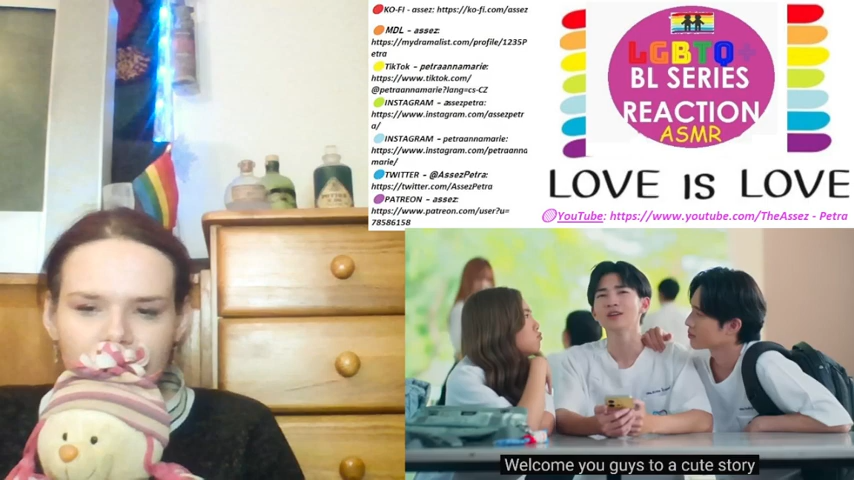 KO-FI - assez: https://ko-fi.com/assez
MDL - assez:
https://mydramalist.com/profile/1235P
etra
TikTok - petraannamarie:
https://www.tiktok.com/
@petraannamarie?lang=cs-CZ
INSTAGRAM - assezpetra:
https://www.instagram.com/assezpetr
a/
INSTAGRAM - petraannamarie:
https://www.instagram.com/petraanna
marie/
TWITTER - @AssezPetra:
https://twitter.com/AssezPetra
PATREON - assez:
https://www.patreon.com/user?u=
78586158
LGBTQ+
BL SERIES
REACTION
ASMR
LOVE IS LOVE
YouTube: https://www.youtube.com/TheAssez - Petra
Welcome you guys to a cute story